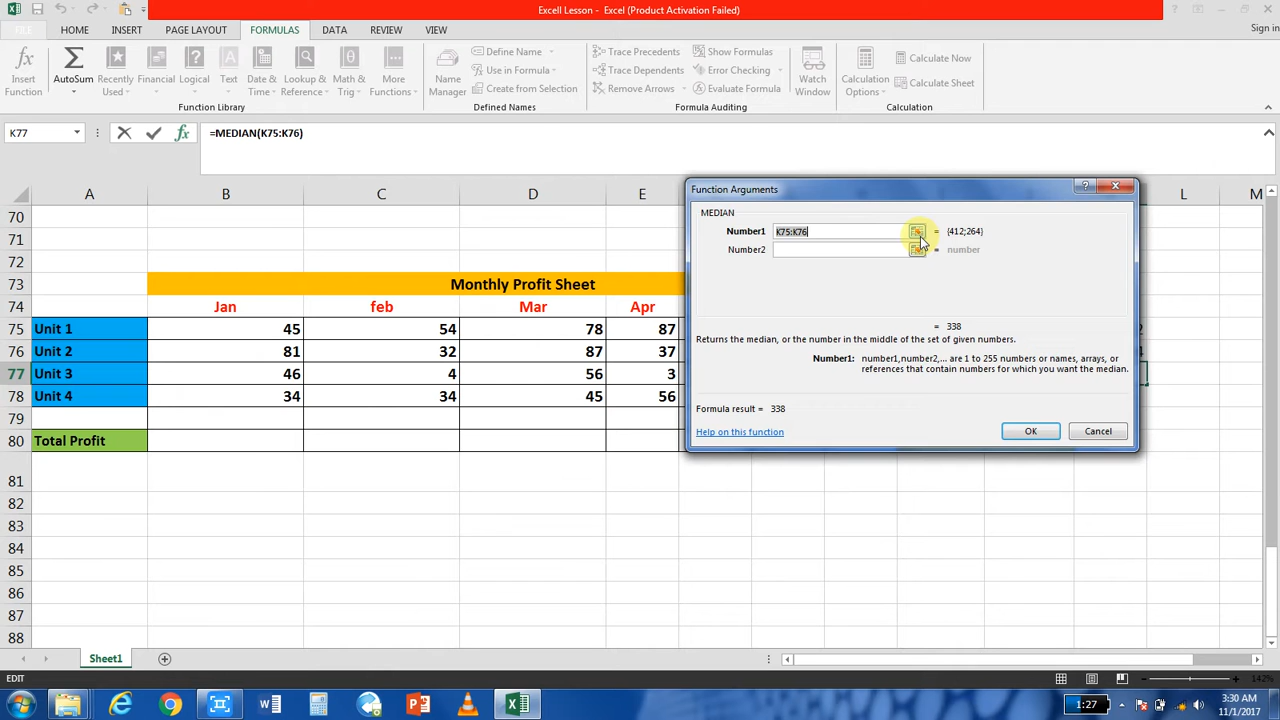 Excell Lesson - Excel (Product Activation Failed)
FILE HOME INSERT PAGE LAYOUT FORMULAS DATA REVIEW VIEW Sign in
Insert Function
AutoSum
Recently Used
Financial
Logical
Text
Date & Time
Lookup & Reference
Math & Trig
More Functions
Function Library
Name Manager
Define Name
Use in Formula
Create from Selection
Defined Names
Trace Precedents
Trace Dependents
Remove Arrows
Show Formulas
Error Checking
Evaluate Formula
Formula Auditing
Watch Window
Calculation Options
Calculate Now
Calculate Sheet
Calculation
K77 fx =MEDIAN(K75:K76)
A B C D E L M
70
71
72
73 Monthly Profit Sheet
74 Jan feb Mar Apr
75 Unit 1 45 54 78 87
76 Unit 2 81 32 87 37
77 Unit 3 46 4 56 3
78 Unit 4 34 34 45 56
79
80 Total Profit
81
82
83
84
85
86
87
88
Function Arguments
MEDIAN
Number1 K75:K76 = {412;264}
Number2 = number
= 338
Returns the median, or the number in the middle of the set of given numbers.
Number1: number1,number2,... are 1 to 255 numbers or names, arrays, or
references that contain numbers for which you want the median.
Formula result = 338
Help on this function
OK Cancel
Sheet1
EDIT 142%
1:27
3:30 AM
11/1/2017